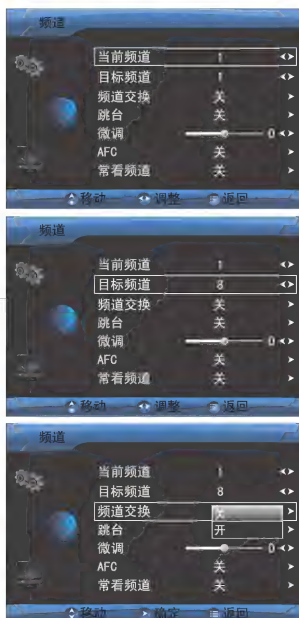 频道
当前频道 1
目标频道 1
频道交换 关
跳台 关
微调 0
AFC 关
常看频道 关
移动 调整 返回
频道
当前频道 1
目标频道 8
频道交换 关
跳台 关
微调 0
AFC 关
常看频道 关
移动 调整 返回
频道
当前频道 1
目标频道 8
频道交换 关
跳台 开
微调 0
AFC 关
常看频道 关
移动 确定 返回